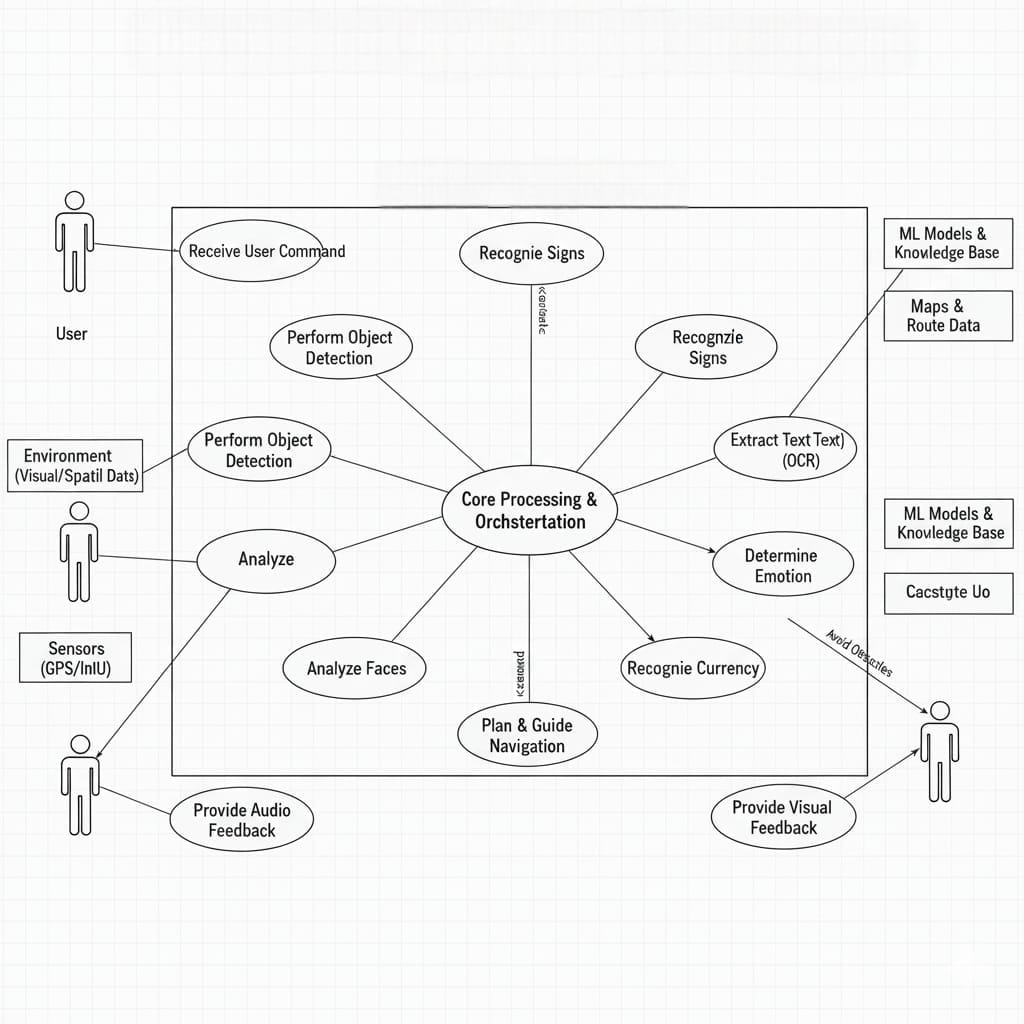 Receive User Command
Recognie Signs
ML Models &
Knowledge Base
Maps &
Route Data
User
Perform Object
Detection
Recognzie
Signs
Environment
(Visual/Spatil Dats)
Perform Object
Detection
Extract Text Text)
(OCR)
Core Processing &
Orchstertation
ML Models &
Knowledge Base
Analyze
Determine
Emotion
Cacstyte Uo
Sensors
(GPS/InIU)
Analyze Faces
Recognie Currency
Avoid
Plan & Guide
Navigation
Provide Audio
Feedback
Provide Visual
Feedback